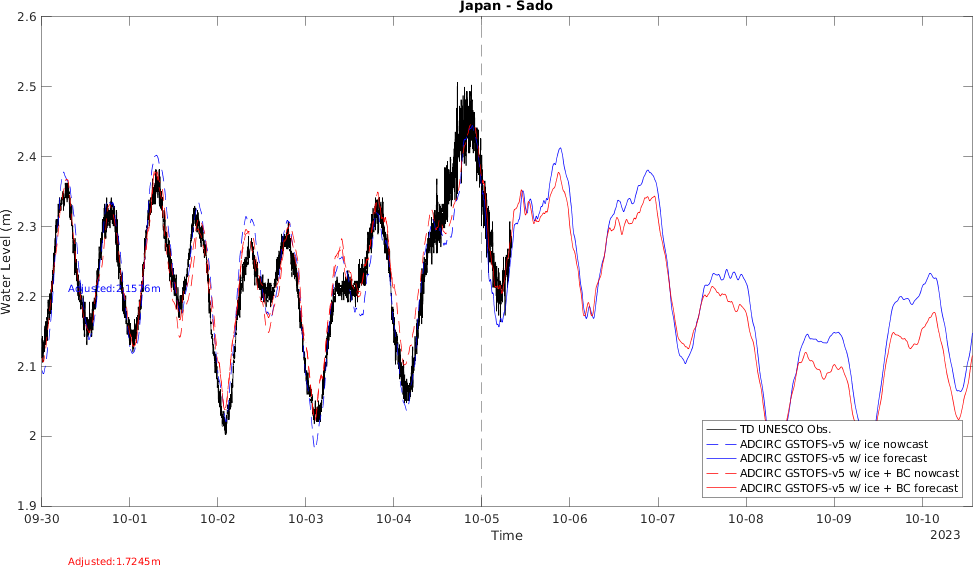 Japan - Sado
2.6
2.5
2.4
2.3
2.2
2.1
2
1.9
Water Level (m)
Adjusted:2.1576m
TD UNESCO Obs.
ADCIRC GSTOFS-v5 w/ ice nowcast
ADCIRC GSTOFS-v5 w/ ice forecast
ADCIRC GSTOFS-v5 w/ ice + BC nowcast
ADCIRC GSTOFS-v5 w/ ice + BC forecast
09-30 10-01 10-02 10-03 10-04 10-05 10-06 10-07 10-08 10-09 10-10
Time
2023
Adjusted:1.7245m